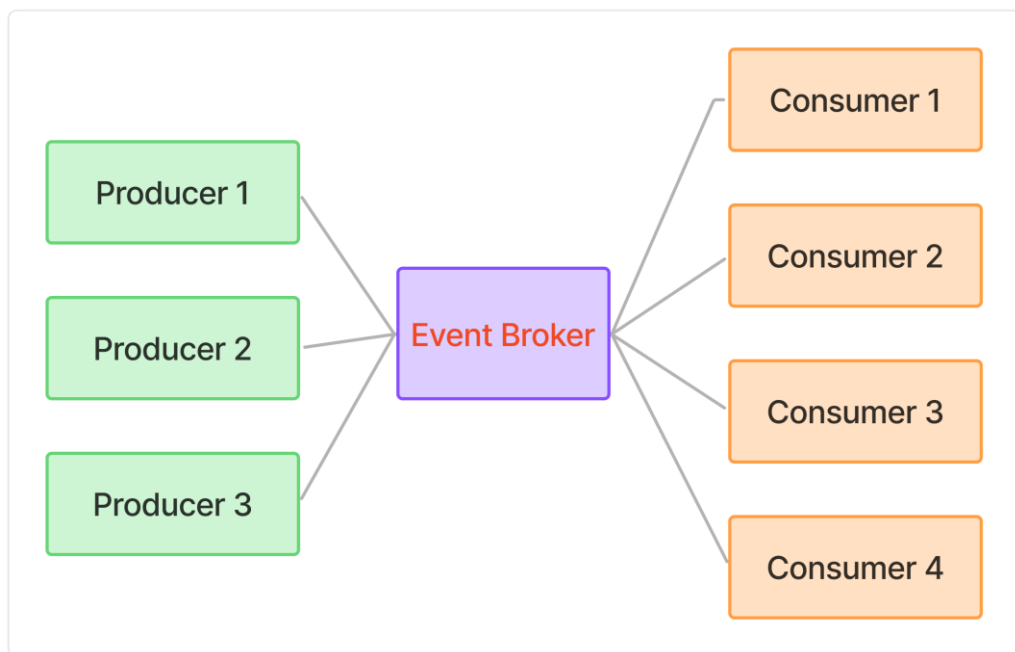 Producer 1
Producer 2
Producer 3
Event Broker
Consumer 1
Consumer 2
Consumer 3
Consumer 4